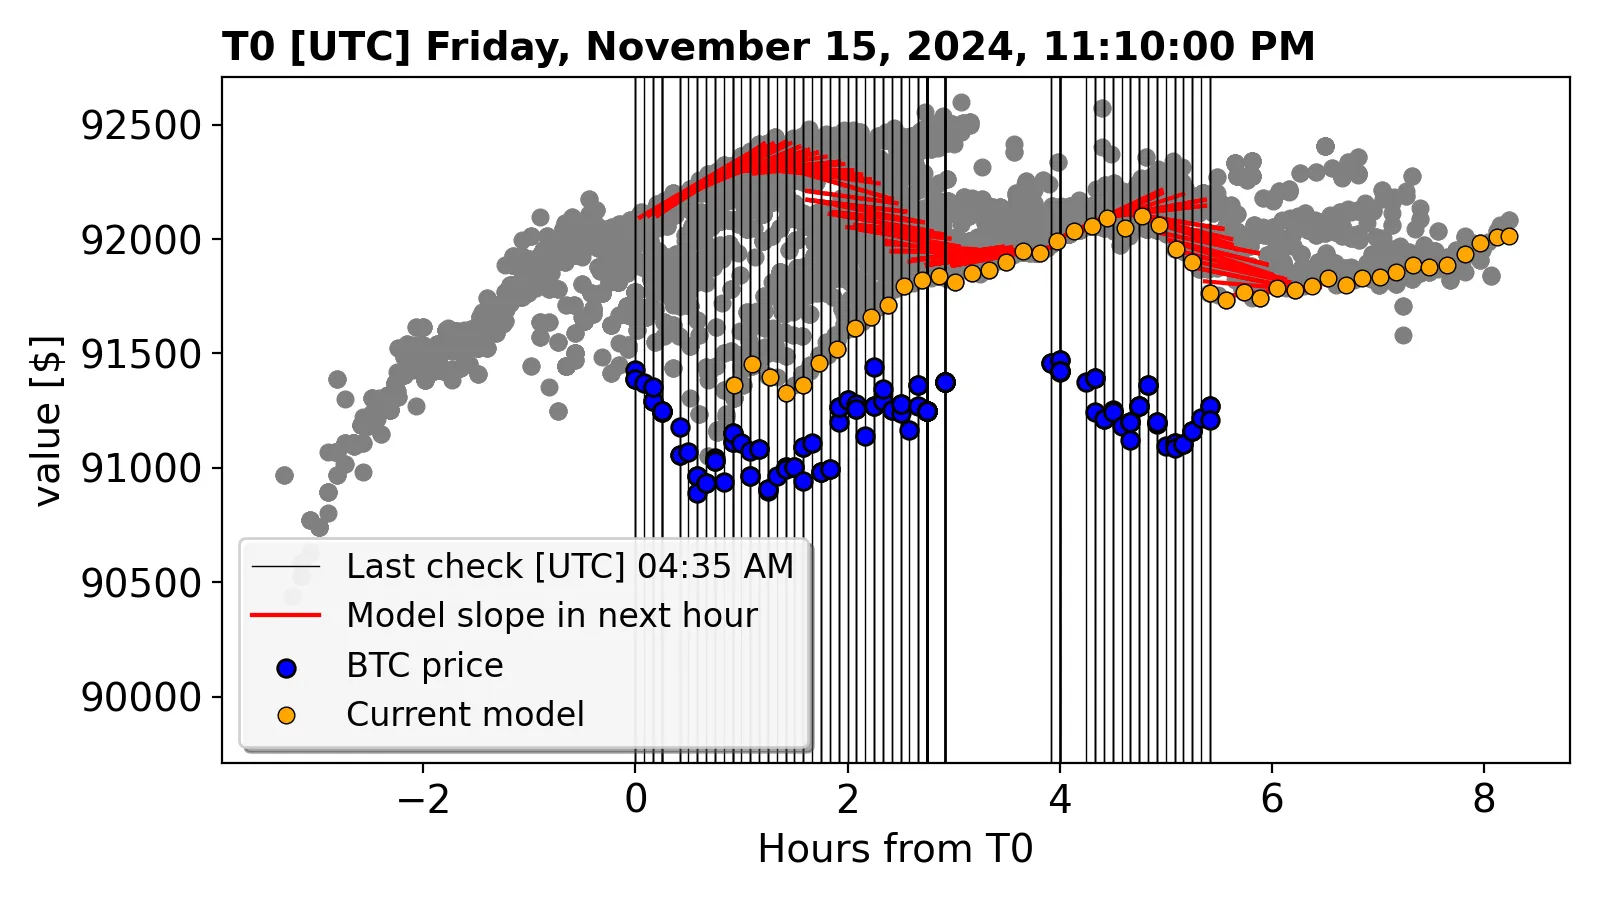 T0 [UTC] Friday, November 15, 2024, 11:10:00 PM
value [$]
92500
92000
91500
91000
90500
90000
Last check [UTC] 04:35 AM
Model slope in next hour
BTC price
Current model
−2 0 2 4 6 8
Hours from T0